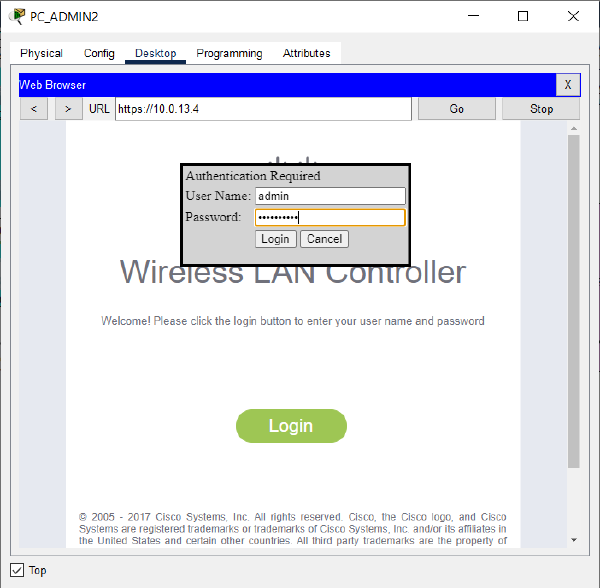 PC_ADMIN2
Physical Config Desktop Programming Attributes
Web Browser X
< > URL https://10.0.13.4 Go Stop
Authentication Required
User Name: admin
Password: ••••••••••
Login Cancel
Wireless LAN Controller
Welcome! Please click the login button to enter your user name and password
Login
© 2005 - 2017 Cisco Systems, Inc. All rights reserved. Cisco, the Cisco logo, and Cisco
Systems are registered trademarks or trademarks of Cisco Systems, Inc. and/or its affiliates in
the United States and certain other countries. All third party trademarks are the property of
Top